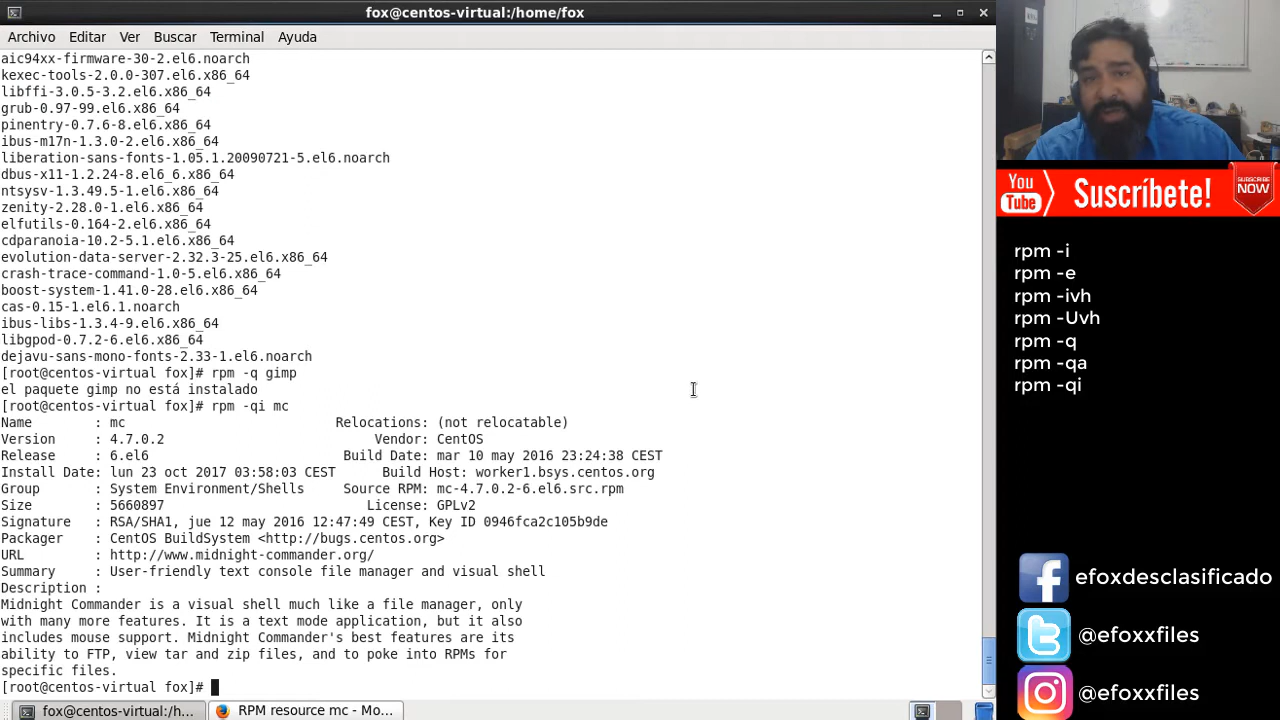 fox@centos-virtual:/home/fox
Archivo Editar Ver Buscar Terminal Ayuda
aic94xx-firmware-30-2.el6.noarch
kexec-tools-2.0.0-307.el6.x86_64
libffi-3.0.5-3.2.el6.x86_64
grub-0.97-99.el6.x86_64
pinentry-0.7.6-8.el6.x86_64
ibus-m17n-1.3.0-2.el6.x86_64
liberation-sans-fonts-1.05.1.20090721-5.el6.noarch
dbus-x11-1.2.24-8.el6_6.x86_64
ntsysv-1.3.49.5-1.el6.x86_64
zenity-2.28.0-1.el6.x86_64
elfutils-0.164-2.el6.x86_64
cdparanoia-10.2-5.1.el6.x86_64
evolution-data-server-2.32.3-25.el6.x86_64
crash-trace-command-1.0-5.el6.x86_64
boost-system-1.41.0-28.el6.x86_64
cas-0.15-1.el6.1.noarch
ibus-libs-1.3.4-9.el6.x86_64
libgpod-0.7.2-6.el6.x86_64
dejavu-sans-mono-fonts-2.33-1.el6.noarch
[root@centos-virtual fox]# rpm -q gimp
el paquete gimp no está instalado
[root@centos-virtual fox]# rpm -qi mc
Name : mc Relocations: (not relocatable)
Version : 4.7.0.2 Vendor: CentOS
Release : 6.el6 Build Date: mar 10 may 2016 23:24:38 CEST
Install Date: lun 23 oct 2017 03:58:03 CEST Build Host: worker1.bsys.centos.org
Group : System Environment/Shells Source RPM: mc-4.7.0.2-6.el6.src.rpm
Size : 5660897 License: GPLv2
Signature : RSA/SHA1, jue 12 may 2016 12:47:49 CEST, Key ID 0946fca2c105b9de
Packager : CentOS BuildSystem <http://bugs.centos.org>
URL : http://www.midnight-commander.org/
Summary : User-friendly text console file manager and visual shell
Description :
Midnight Commander is a visual shell much like a file manager, only
with many more features. It is a text mode application, but it also
includes mouse support. Midnight Commander's best features are its
ability to FTP, view tar and zip files, and to poke into RPMs for
specific files.
[root@centos-virtual fox]#
fox@centos-virtual:/h...
RPM resource mc - Mo...
You Tube
Suscríbete!
SUBSCRIBE NOW
rpm -i
rpm -e
rpm -ivh
rpm -Uvh
rpm -q
rpm -qa
rpm -qi
efoxdesclasificado
@efoxxfiles
@efoxxfiles